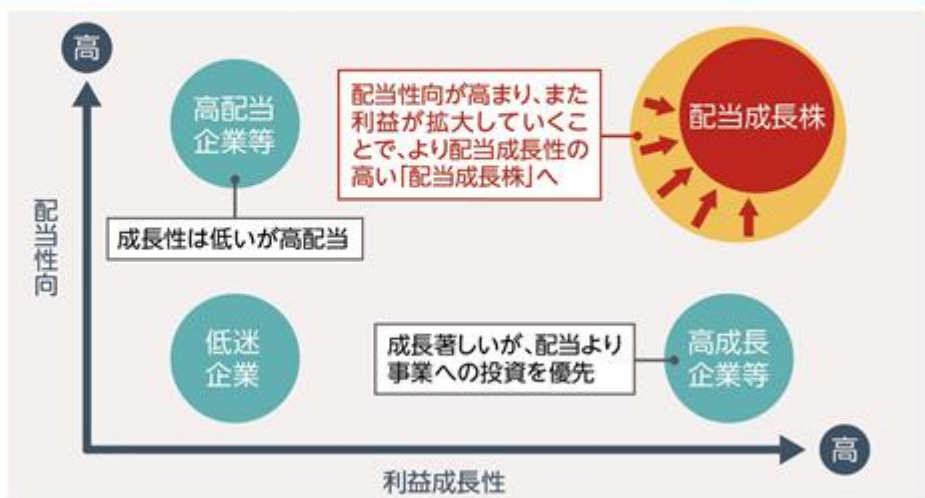 高
高配当
企業等
成長性は低いが高配当
配当性向が高まり、また
利益が拡大していくこ
とで、より配当成長性の
高い「配当成長株」へ
配当成長株
配当性向
低迷
企業
成長著しいが、配当より
事業への投資を優先
高成長
企業等
利益成長性
高